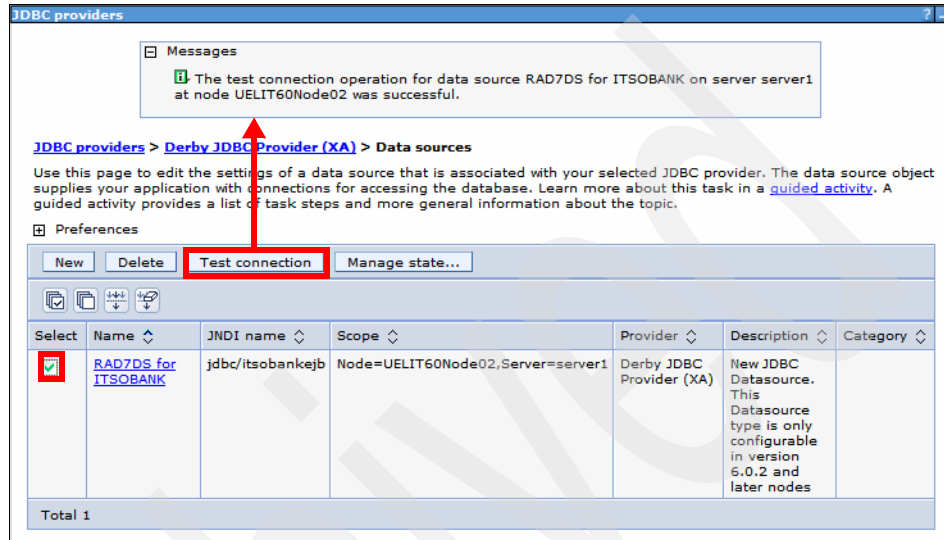 JDBC providers ? -
Messages
The test connection operation for data source RAD7DS for ITSOBANK on server server1
at node UELIT60Node02 was successful.
JDBC providers > Derby JDBC Provider (XA) > Data sources
Use this page to edit the settings of a data source that is associated with your selected JDBC provider. The data source object
supplies your application with connections for accessing the database. Learn more about this task in a guided activity. A
guided activity provides a list of task steps and more general information about the topic.
Preferences
New Delete Test connection Manage state...
Select Name JNDI name Scope Provider Description Category
RAD7DS for jdbc/itsobankejb Node=UELIT60Node02,Server=server1 Derby JDBC New JDBC
ITSOBANK Provider (XA) Datasource.
This
Datasource
type is only
configurable
in version
6.0.2 and
later nodes
Total 1